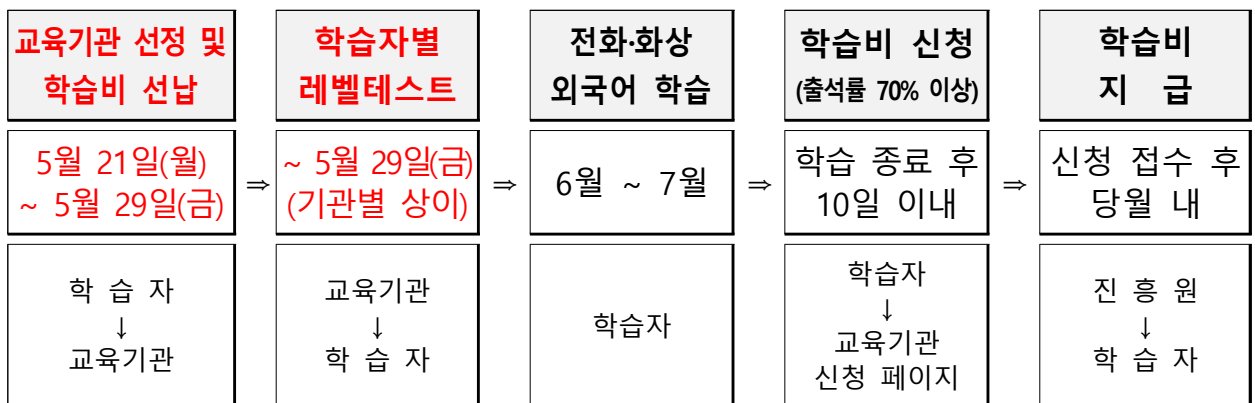 교육기관 선정 및
학습비 선납
학습자별
레벨테스트
전화·화상
외국어 학습
학습비 신청
(출석률 70% 이상)
학습비
지 급
5월 21일(월)
~ 5월 29일(금)
⇒
~ 5월 29일(금)
(기관별 상이)
⇒
6월 ~ 7월
⇒
학습 종료 후
10일 이내
⇒
신청 접수 후
당월 내
학 습 자
↓
교육기관
교육기관
↓
학 습 자
학습자
학습자
↓
교육기관
신청 페이지
진 흥 원
↓
학 습 자